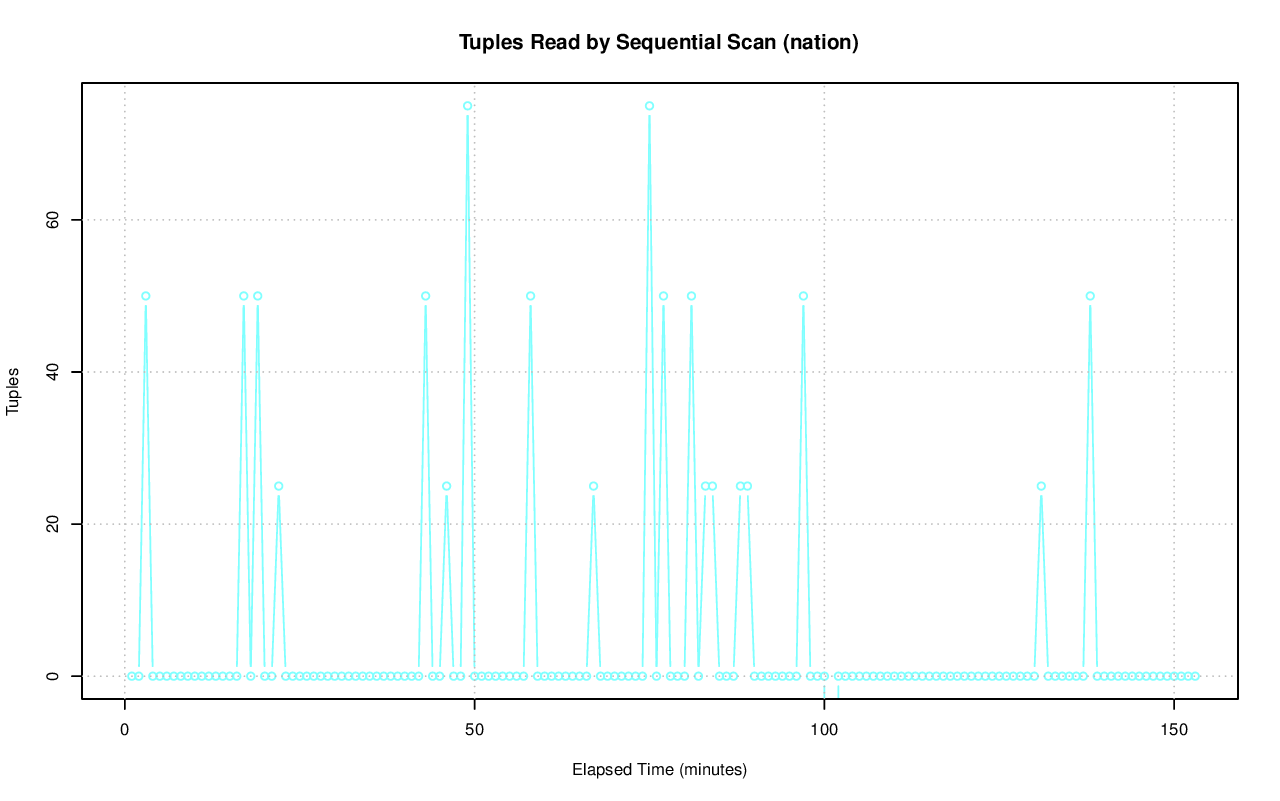 Tuples Read by Sequential Scan (nation)
Tuples
60
40
20
0
0 50 100 150
Elapsed Time (minutes)